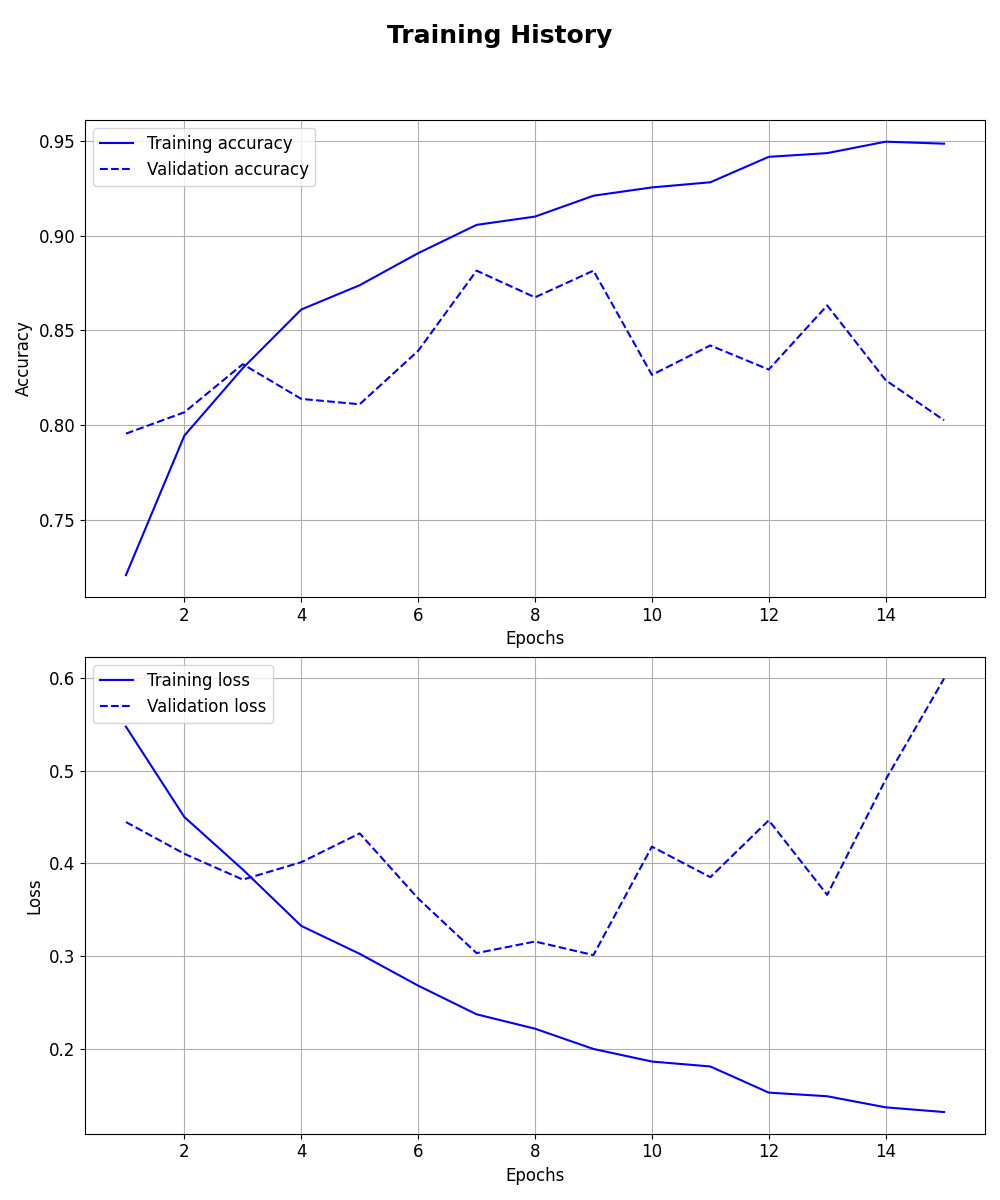 Training History
Training accuracy
Validation accuracy
0.95
0.90
0.85
0.80
0.75
Accuracy
2 4 6 8 10 12 14
Epochs
Training loss
Validation loss
0.6
0.5
0.4
0.3
0.2
Loss
2 4 6 8 10 12 14
Epochs